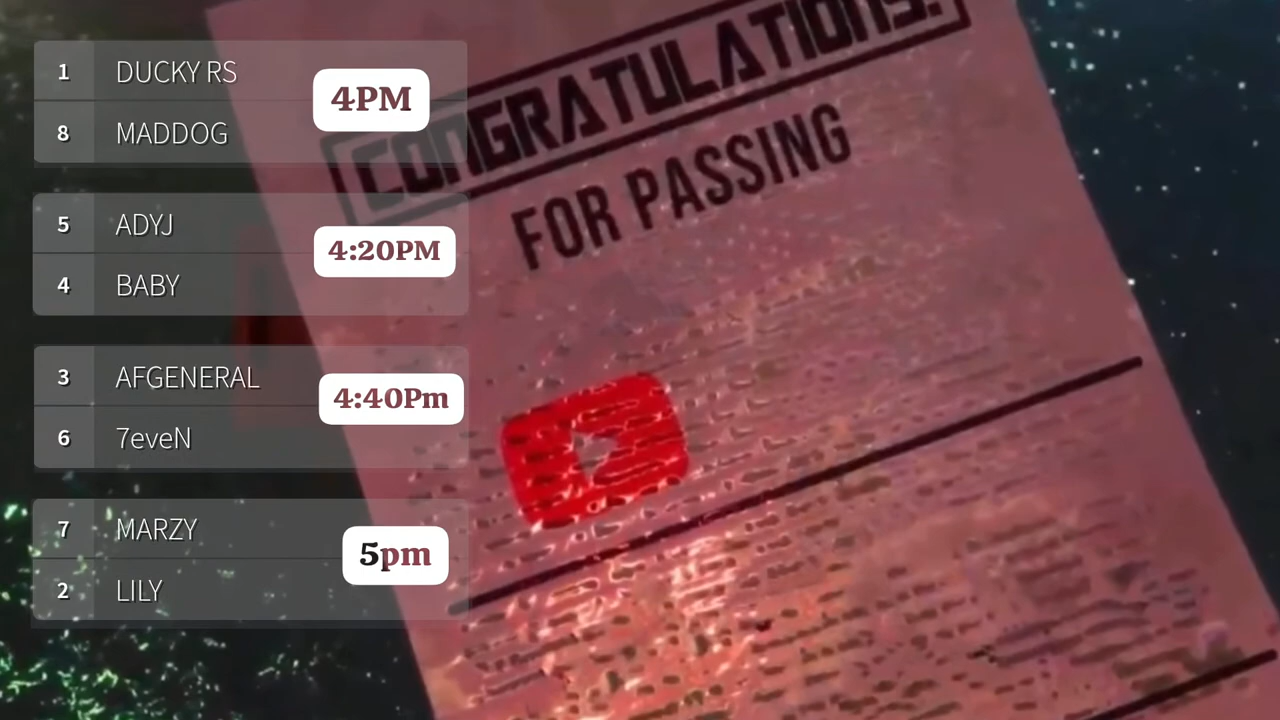 1 DUCKY RS
4PM
8 MADDOG
5 ADYJ
4:20PM
4 BABY
3 AFGENERAL
4:40Pm
6 7eveN
7 MARZY
5pm
2 LILY
CONGRATULATIONS!
FOR PASSING